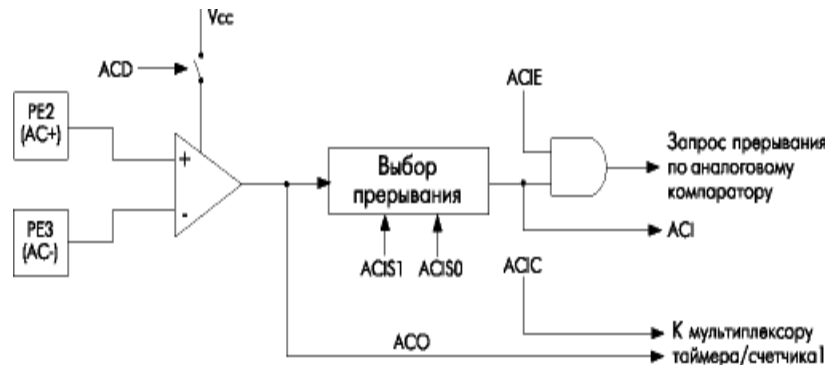 Vcc
ACD
ACIE
PE2
(AC+)
+
Запрос прерывания
по аналоговому
компаратору
Выбор
прерывания
-
PE3
(AC-)
ACI
ACIS1
ACIS0
ACIC
ACO
К мультиплексору
таймера/счетчика1